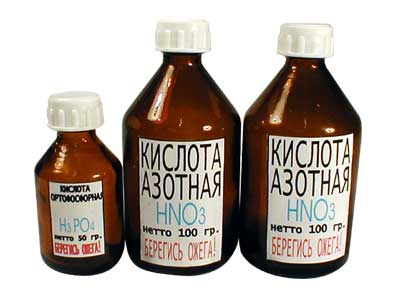 КИСЛОТА
ОРТОФОСФОРНАЯ
H3PO4
нетто 50 гр.
БЕРЕГИСЬ ОЖЕГА!
КИСЛОТА
АЗОТНАЯ
HNO3
нетто 100 гр.
БЕРЕГИСЬ ОЖЕГА!
КИСЛОТА
АЗОТНАЯ
HNO3
нетто 100 гр.
БЕРЕГИСЬ ОЖЕГА!